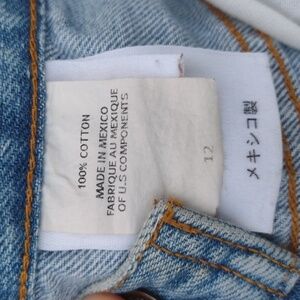 100% COTTON
MADE IN MEXICO
FABRIQUE AU MEXIQUE
OF U.S COMPONENTS
12
メキシコ製